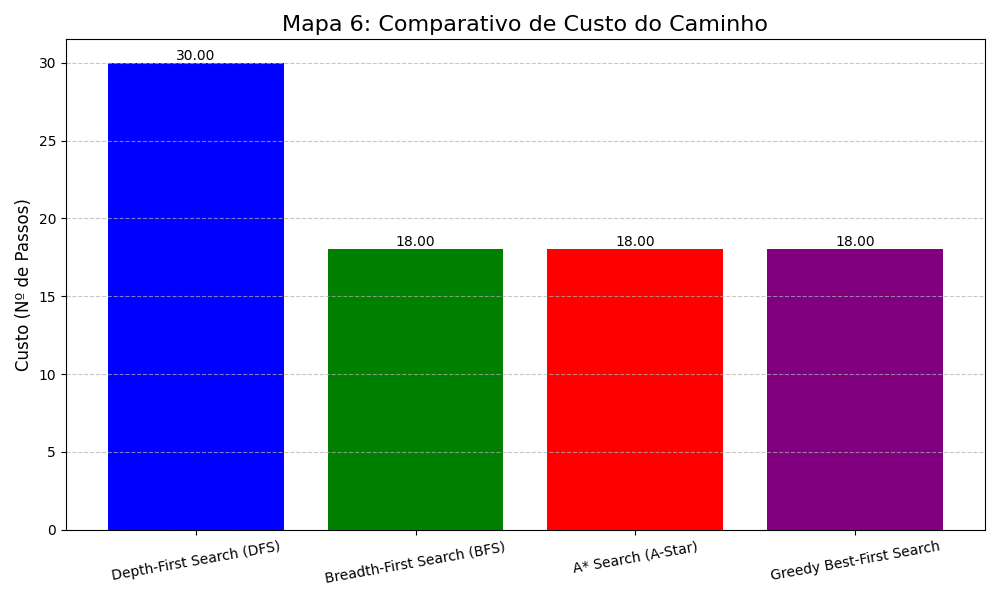 Mapa 6: Comparativo de Custo do Caminho
Custo (Nº de Passos)
30
25
20
15
10
5
0
30.00
18.00
18.00
18.00
Depth-First Search (DFS)
Breadth-First Search (BFS)
A* Search (A-Star)
Greedy Best-First Search